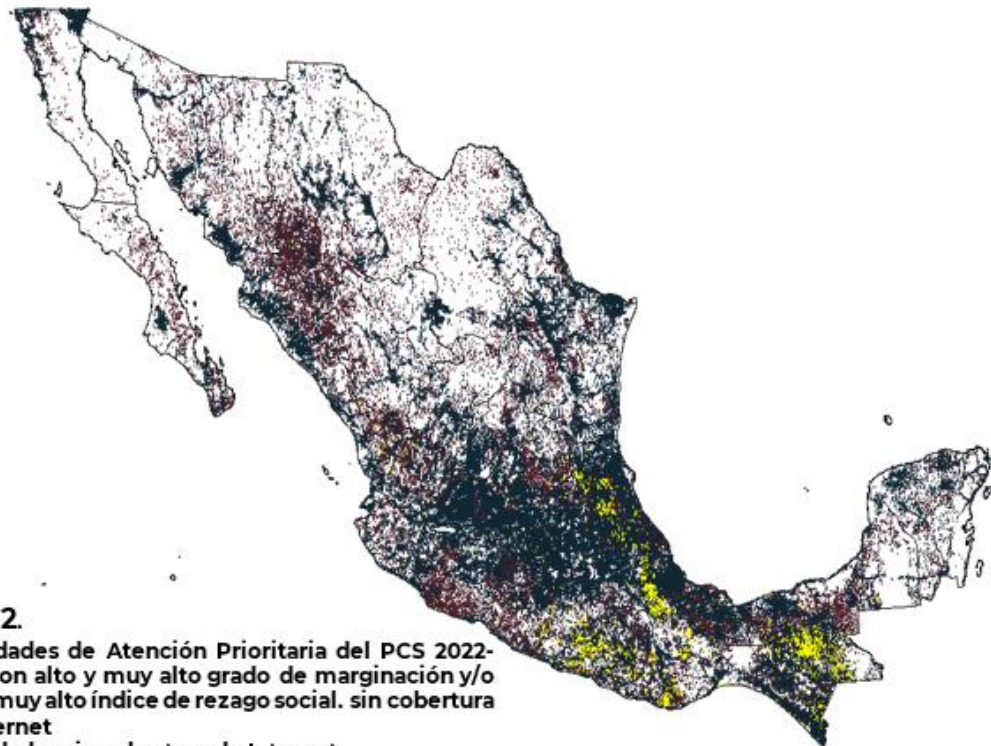 2.
dades de Atención Prioritaria del PCS 2022-
on alto y muy alto grado de marginación y/o
muy alto índice de rezago social. sin cobertura
ernet